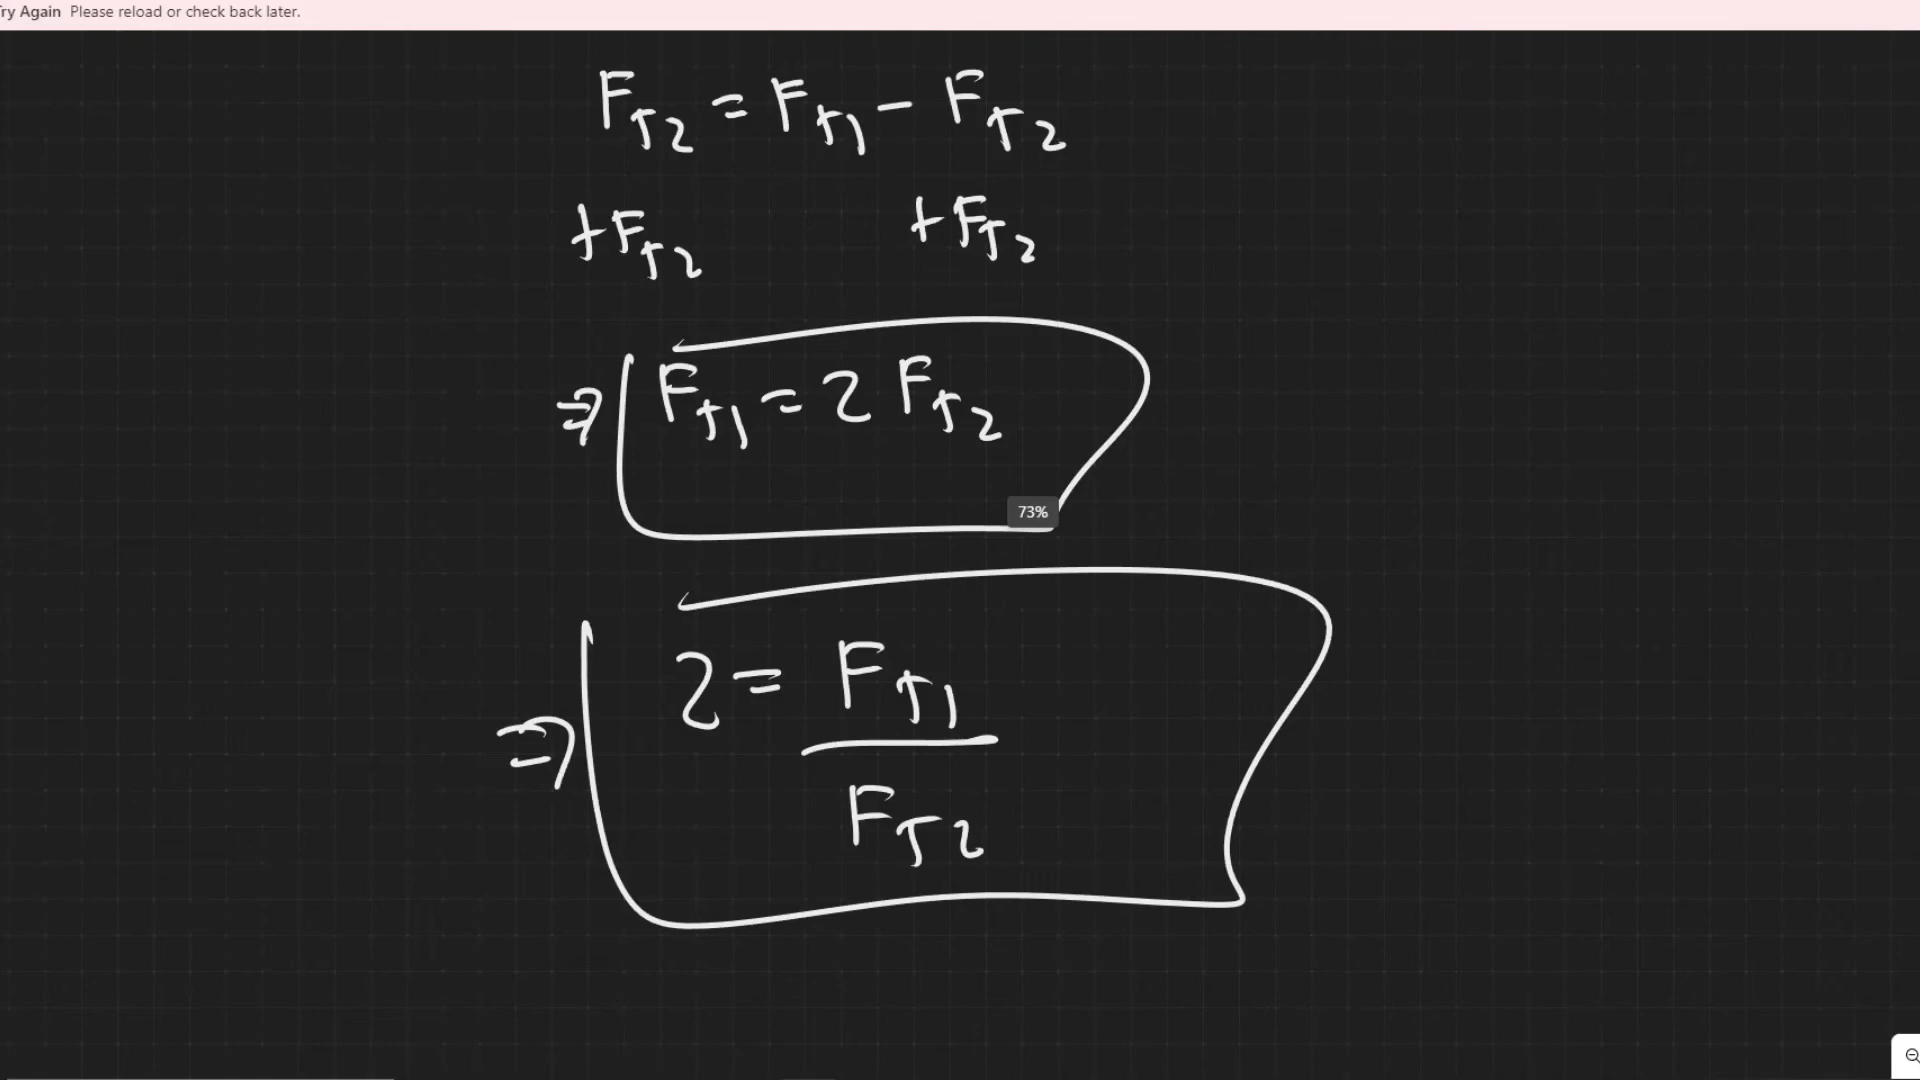 ry Again Please reload or check back later.
F_T2 = F_T1 - F_T2
+F_T2 +F_T2
⇒ F_T1 = 2 F_T2
73%
⇒ 2 = F_T1
F_T2